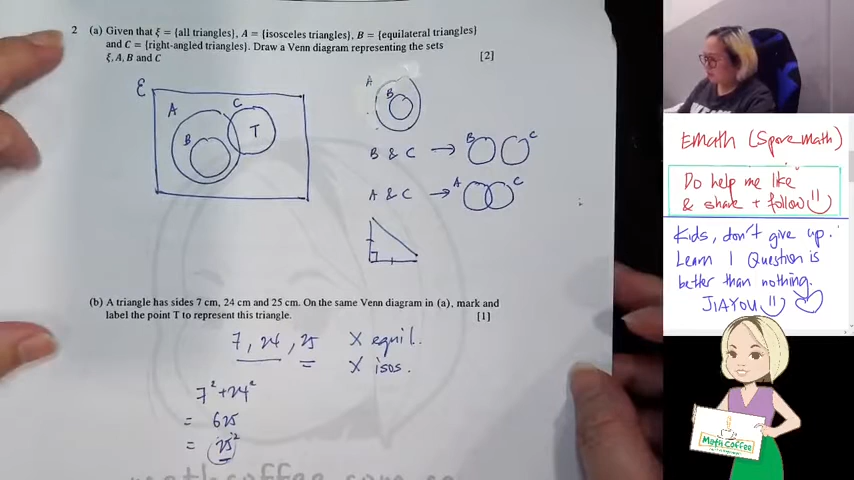 2 (a) Given that ξ = {all triangles}, A = {isosceles triangles}, B = {equilateral triangles}
and C = {right-angled triangles}. Draw a Venn diagram representing the sets
ξ, A, B and C [2]
ξ
A
C
B
T
A
B
B & C → B C
A & C → A C
(b) A triangle has sides 7 cm, 24 cm and 25 cm. On the same Venn diagram in (a), mark and
label the point T to represent this triangle. [1]
7, 24, 25 X equil.
X isos.
7² + 24²
= 625
= 25²
EMath (S'pore math)
Do help me like
& share + follow
Kids, don't give up.
Learn 1 Question is
better than nothing.
JIAYOU
Math Coffee